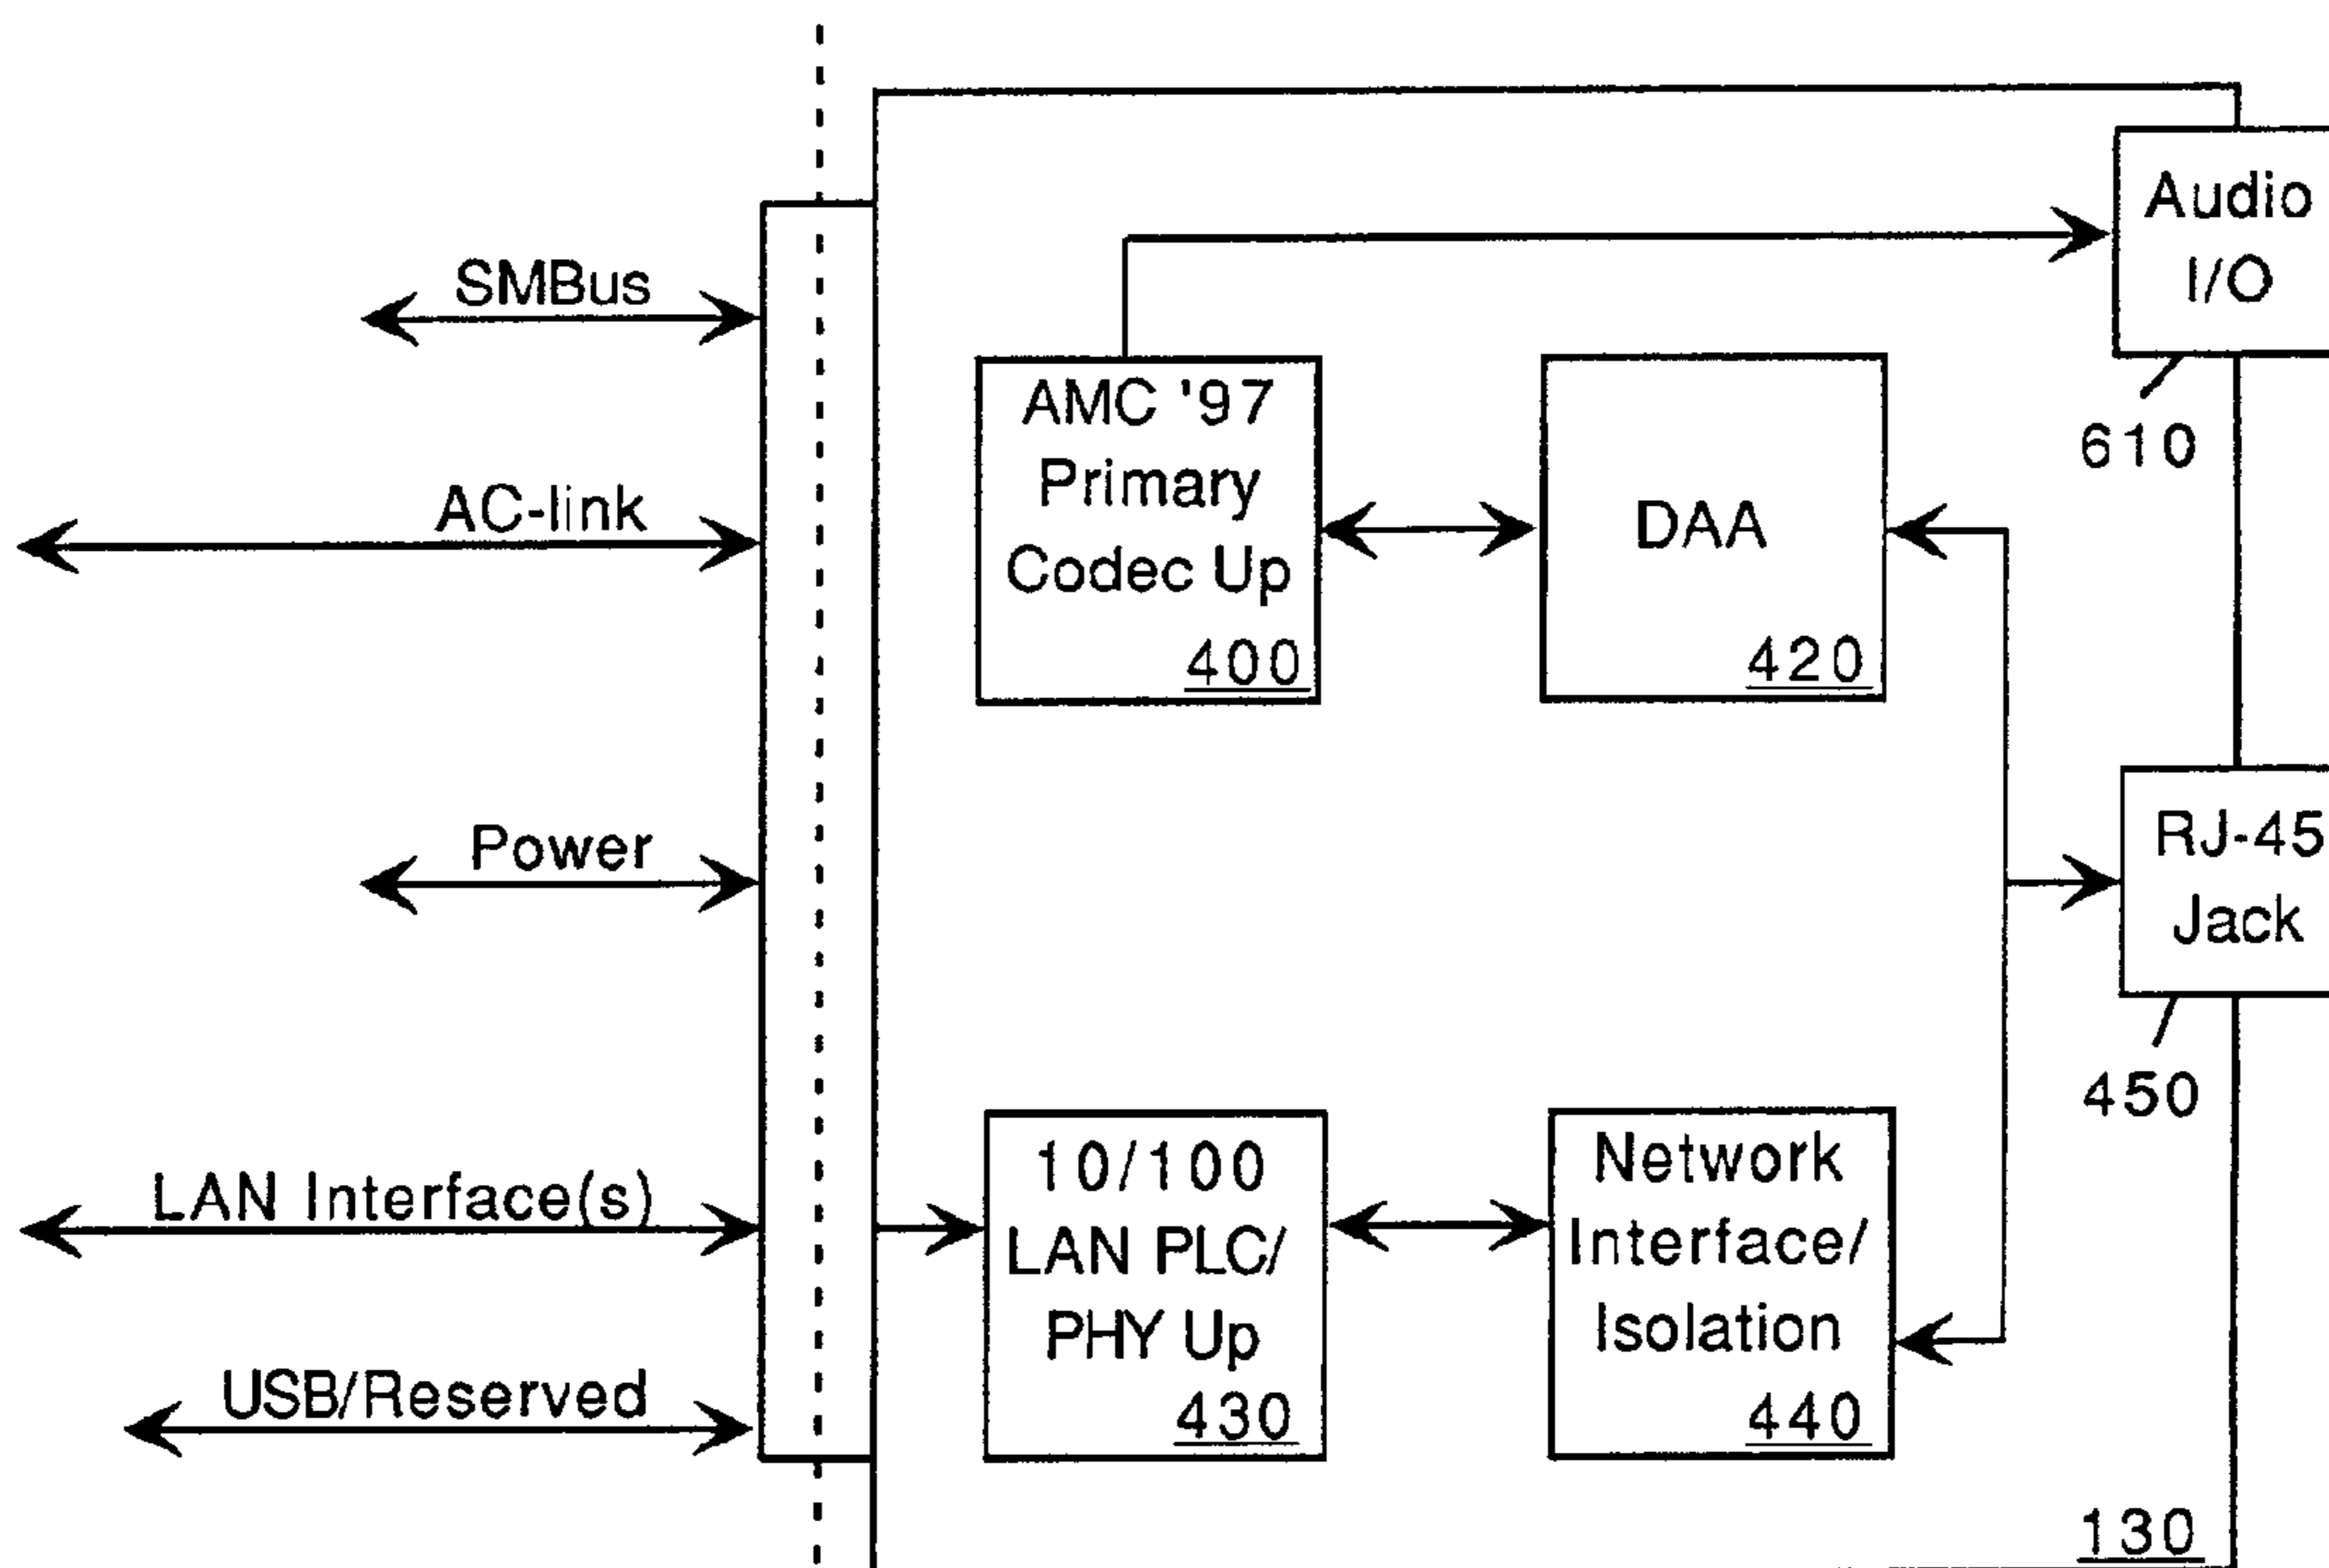 SMBus
AC-link
Power
LAN Interface(s)
USB/Reserved
AMC '97
Primary
Codec Up
400
DAA
420
Audio
I/O
610
RJ-45
Jack
450
10/100
LAN PLC/
PHY Up
430
Network
Interface/
Isolation
440
130